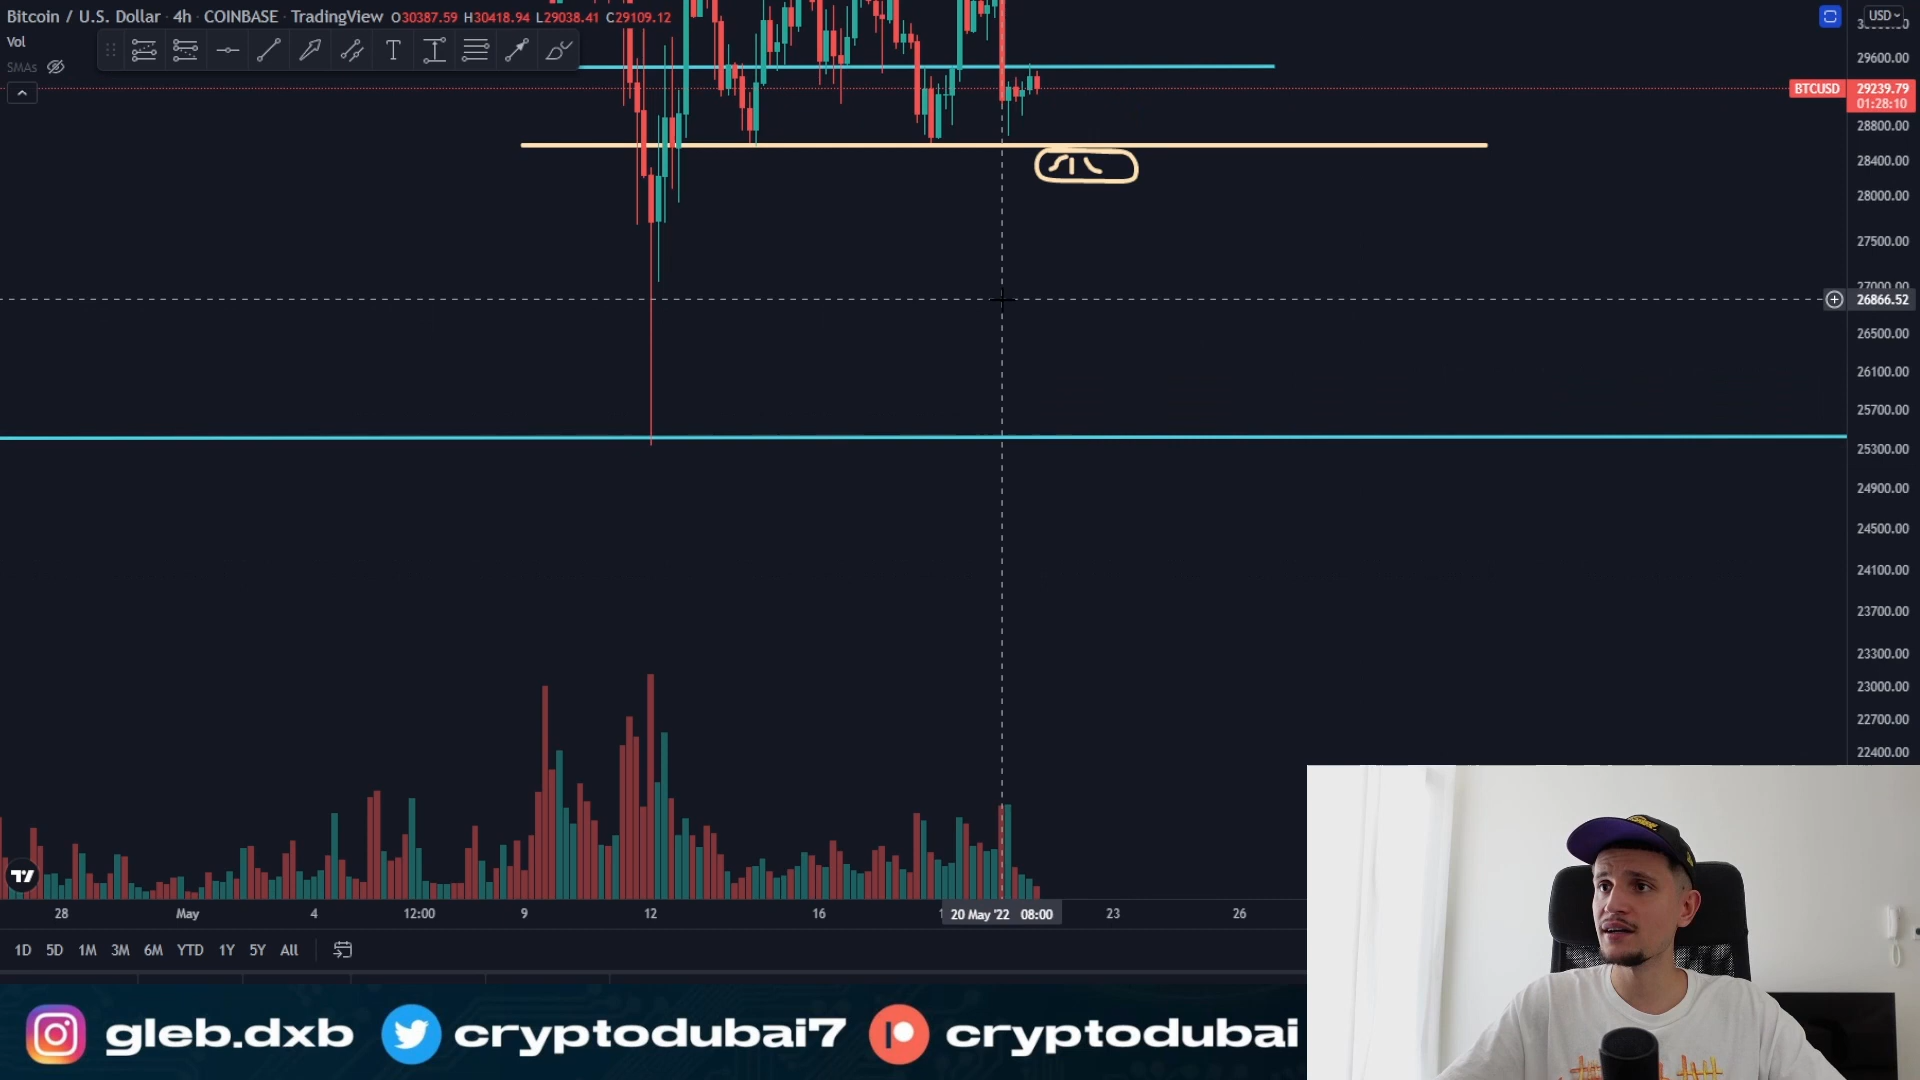 Bitcoin / U.S. Dollar · 4h · COINBASE · TradingView O30387.59 H30418.94 L29038.41 C29109.12
USD
Vol
SMAs
29600.00
BTCUSD 29239.79
01:28:10
28800.00
28400.00
28000.00
27500.00
27000.00
26866.52
26500.00
26100.00
25700.00
25300.00
24900.00
24500.00
24100.00
23700.00
23300.00
23000.00
22700.00
22400.00
28 May 4 12:00 9 12 16 20 May '22 08:00 23 26
1D 5D 1M 3M 6M YTD 1Y 5Y All
gleb.dxb cryptodubai7 cryptodubai